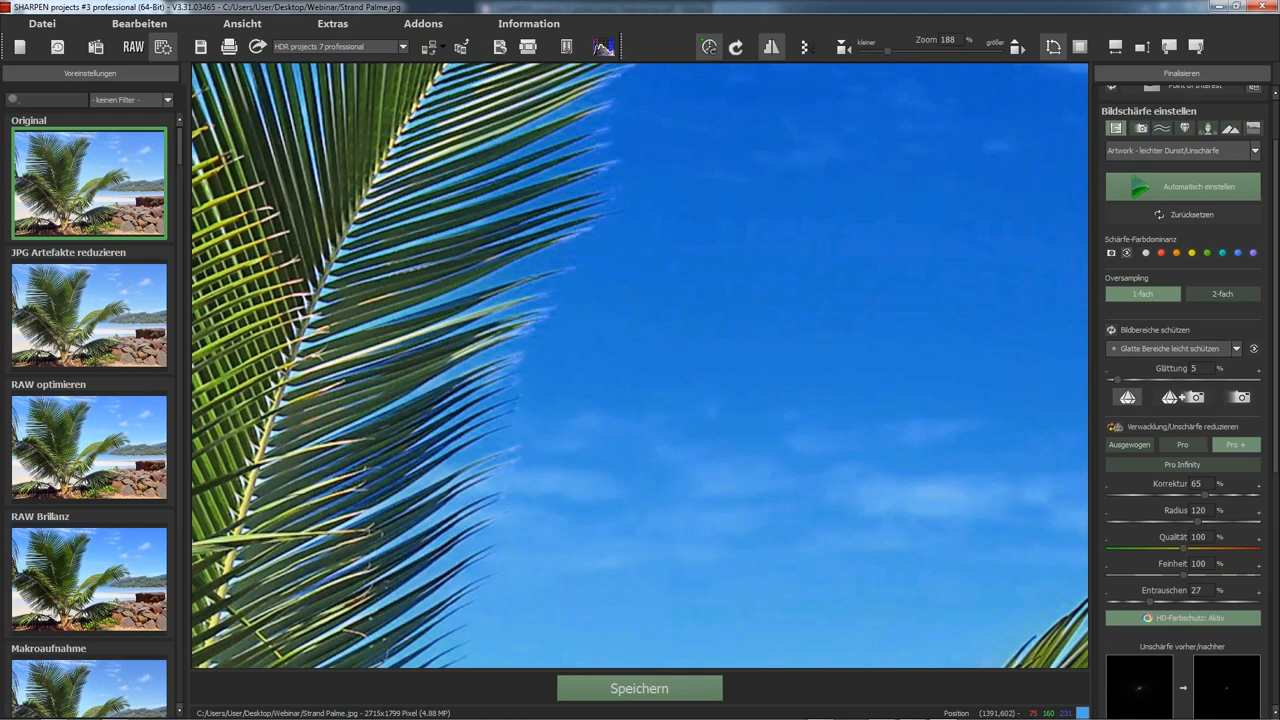 SHARPEN projects #3 professional (64-Bit) - V3.31.03465 - C:/Users/User/Desktop/Webinar/Strand Palme.jpg
Datei Bearbeiten Ansicht Extras Addons Information
RAW HDR projects 7 professional kleiner Zoom 188 % größer
Voreinstellungen
- keinen Filter -
Original
JPG Artefakte reduzieren
RAW optimieren
RAW Brillanz
Makroaufnahme
Finalisieren
Point of Interest
Bildschärfe einstellen
Artwork - leichter Dunst/Unschärfe
Automatisch einstellen
Zurücksetzen
Schärfe-Farbdominanz
Oversampling
1-fach 2-fach
Bildbereiche schützen
Glatte Bereiche leicht schützen
Glättung 5 %
Verwacklung/Unschärfe reduzieren
Ausgewogen Pro Pro +
Pro Infinity
Korrektur 65 %
Radius 120 %
Qualität 100 %
Feinheit 100 %
Entrauschen 27 %
HD-Farbschutz: Aktiv
Unschärfe vorher/nachher
Speichern
C:/Users/User/Desktop/Webinar/Strand Palme.jpg - 2715x1799 Pixel (4.88 MP) Position (1391,602) - 75 160 231